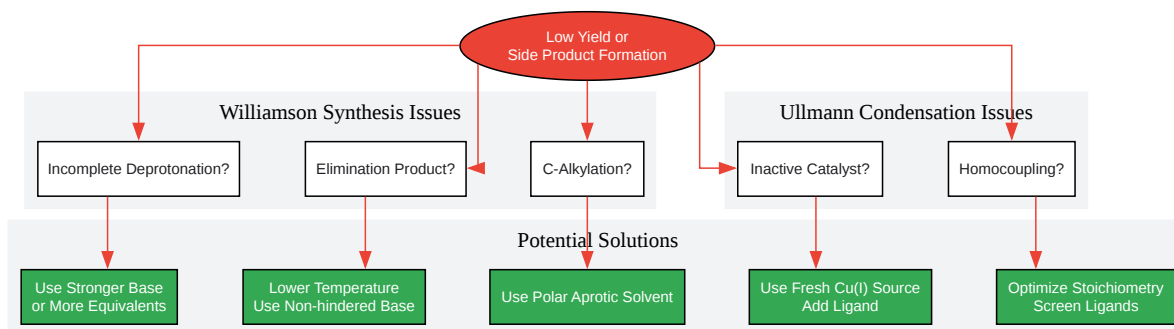 Low Yield or
Side Product Formation
Williamson Synthesis Issues
Ullmann Condensation Issues
Incomplete Deprotonation?
Elimination Product?
C-Alkylation?
Inactive Catalyst?
Homocoupling?
Potential Solutions
Use Stronger Base
or More Equivalents
Lower Temperature
Use Non-hindered Base
Use Polar Aprotic Solvent
Use Fresh Cu(I) Source
Add Ligand
Optimize Stoichiometry
Screen Ligands